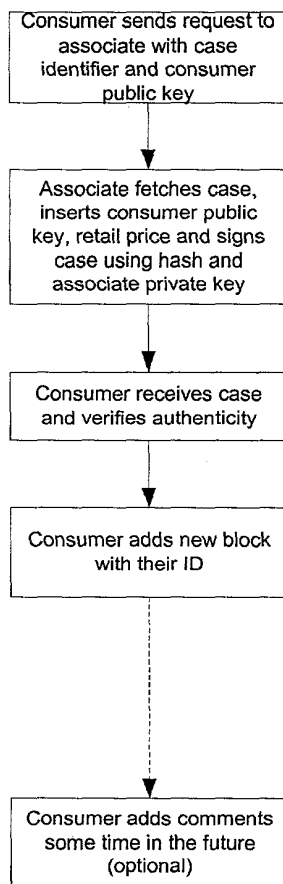 Consumer sends request to
associate with case
identifier and consumer
public key
Associate fetches case,
inserts consumer public
key, retail price and signs
case using hash and
associate private key
Consumer receives case
and verifies authenticity
Consumer adds new block
with their ID
Consumer adds comments
some time in the future
(optional)